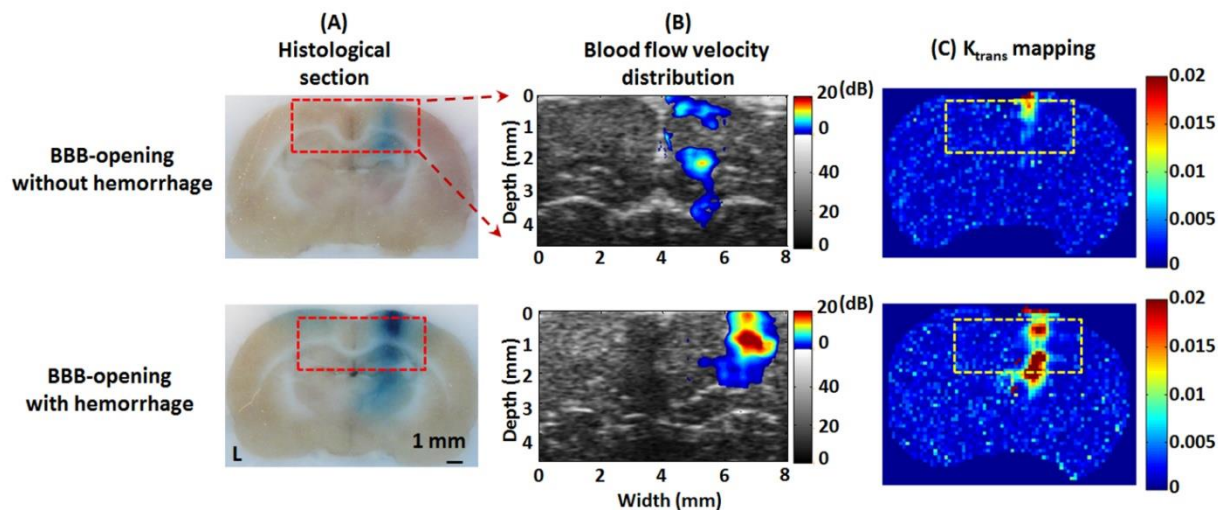 (A)
Histological
section
(B)
Blood flow velocity
distribution
(C) Ktrans mapping
BBB-opening
without hemorrhage
Depth (mm)
0
1
2
3
4
0 2 4 6 8
20 (dB)
0
40
20
0
0.02
0.015
0.01
0.005
0
BBB-opening
with hemorrhage
L
1 mm
Depth (mm)
0
1
2
3
4
0 2 4 6 8
Width (mm)
20 (dB)
0
40
20
0
0.02
0.015
0.01
0.005
0